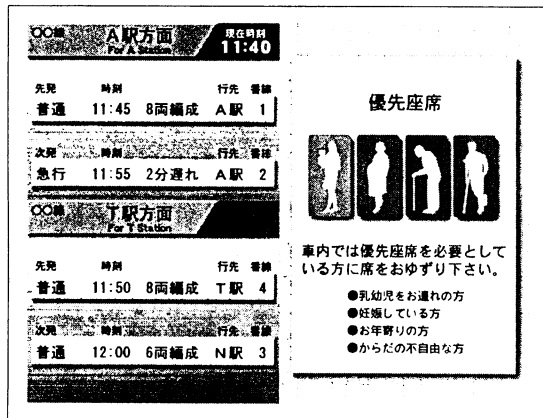 〇〇線 A駅方面 現在時刻
For A Station 11:40
先発 時刻 行先 番線
普通 11:45 8両編成 A駅 1
次発 時刻 行先 番線
急行 11:55 2分遅れ A駅 2
〇〇線 T駅方面
For T Station
先発 時刻 行先 番線
普通 11:50 8両編成 T駅 4
次発 時刻 行先 番線
普通 12:00 6両編成 N駅 3
優先座席
車内では優先座席を必要として
いる方に席をおゆずり下さい。
●乳幼児をお連れの方
●妊娠している方
●お年寄りの方
●からだの不自由な方